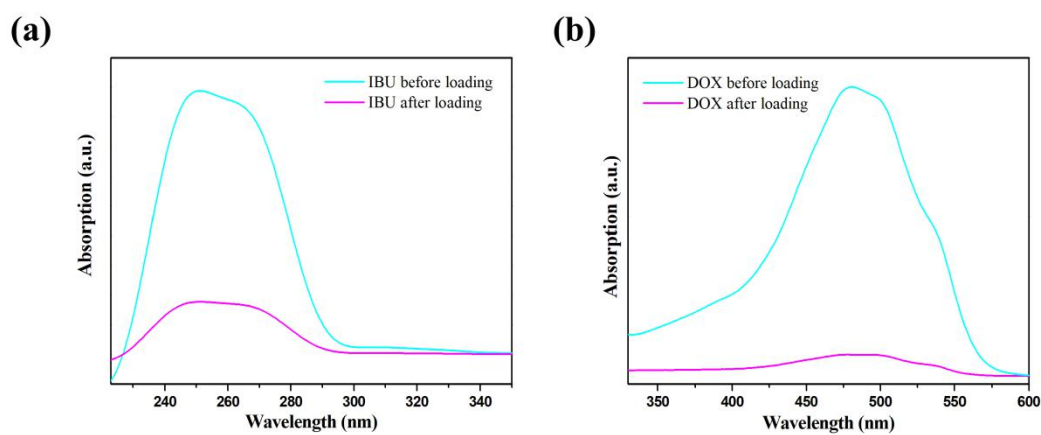 (a)
IBU before loading
IBU after loading
Absorption (a.u.)
240 260 280 300 320 340
Wavelength (nm)
(b)
DOX before loading
DOX after loading
Absorption (a.u.)
350 400 450 500 550 600
Wavelength (nm)